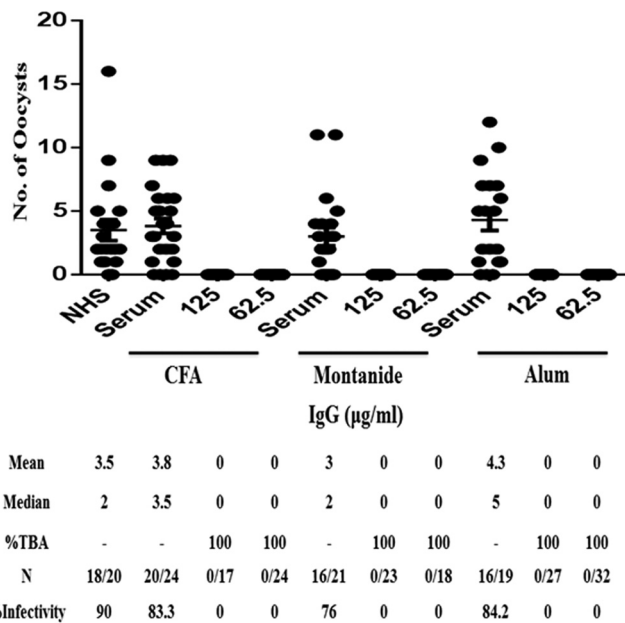 20
15
10
5
0
No. of Oocysts
NHS Serum 125 62.5 Serum 125 62.5 Serum 125 62.5
CFA Montanide Alum
IgG (µg/ml)
Mean 3.5 3.8 0 0 3 0 0 4.3 0 0
Median 2 3.5 0 0 2 0 0 5 0 0
%TBA - - 100 100 - 100 100 - 100 100
N 18/20 20/24 0/17 0/24 16/21 0/23 0/18 16/19 0/27 0/32
%Infectivity 90 83.3 0 0 76 0 0 84.2 0 0